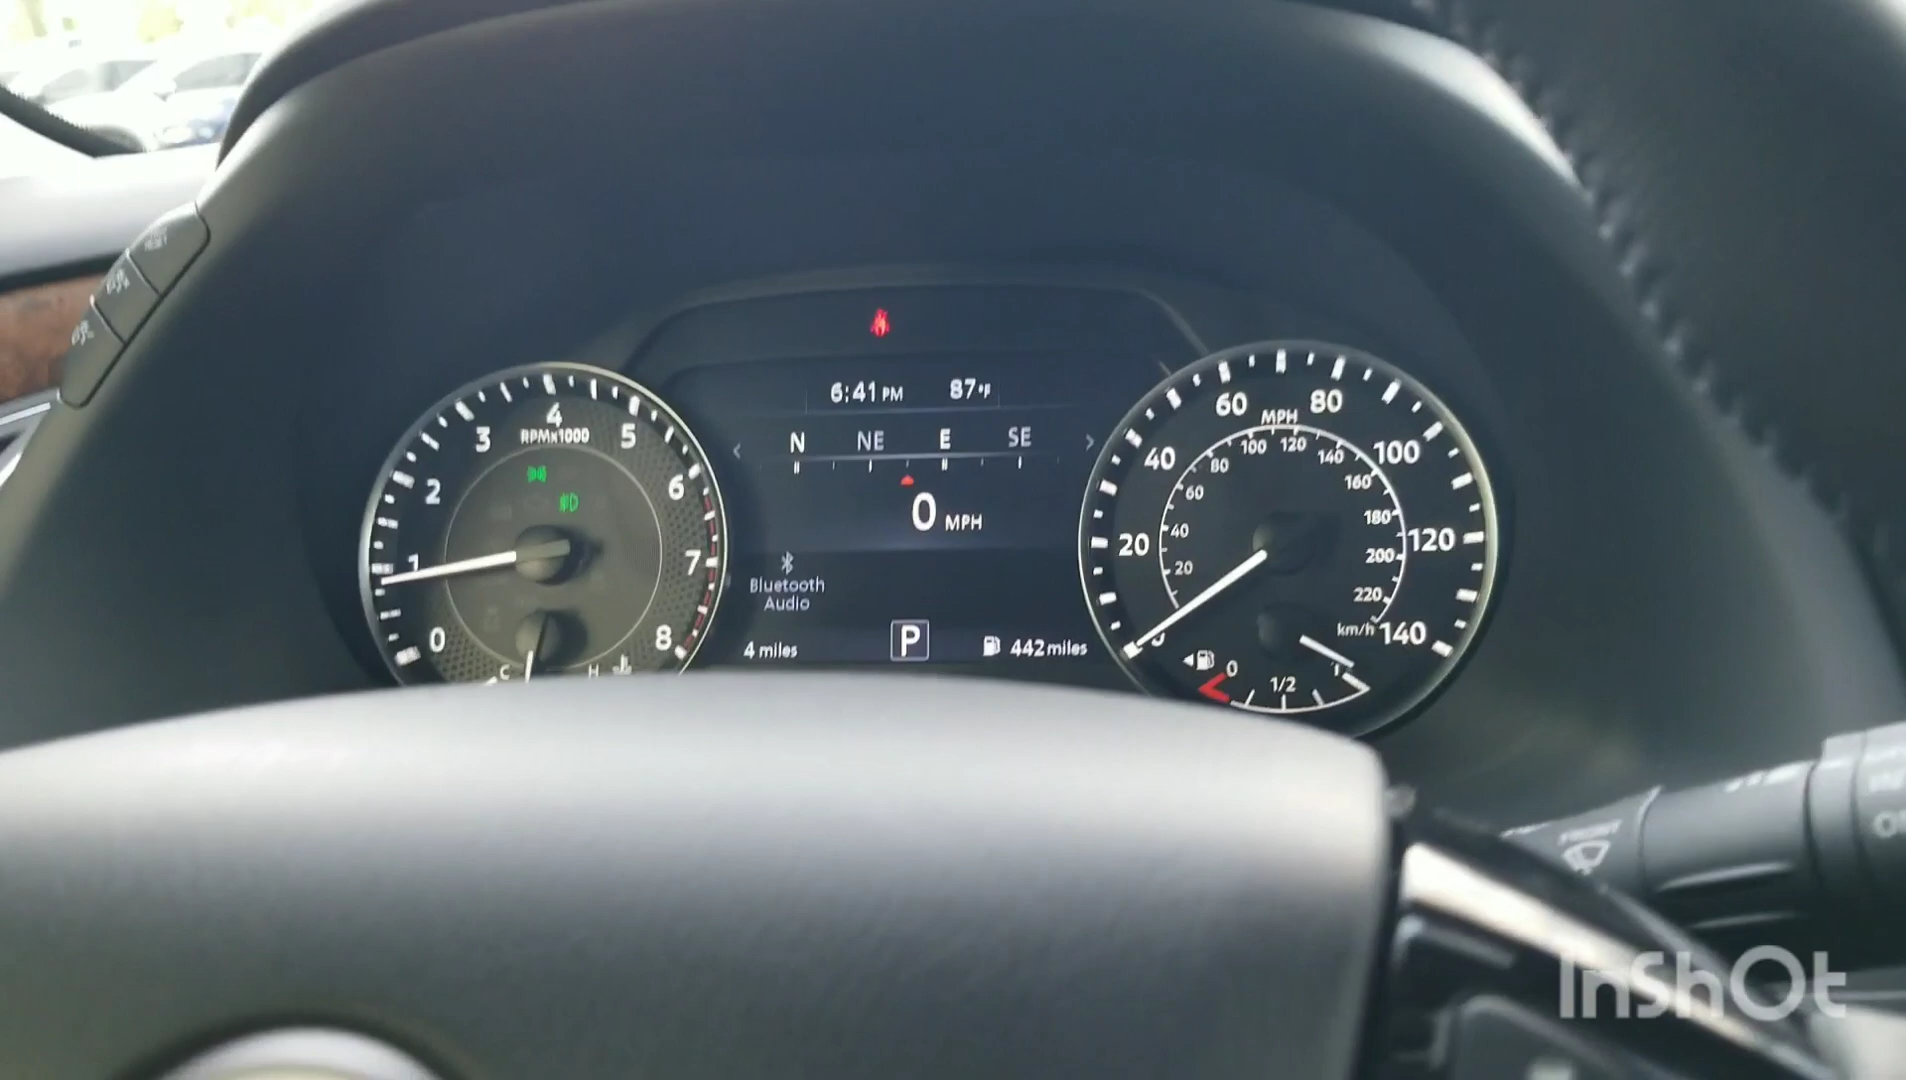 6:41 PM 87°F
N NE E SE
0 MPH
Bluetooth
Audio
4 miles P 442 miles
0 1 2 3 4 5 6 7 8
RPMx1000
C H
20 40 60 80 100 120 140
MPH
20 40 60 80 100 120 140 160 180 200 220
km/h
0 1/2 1
InShOt